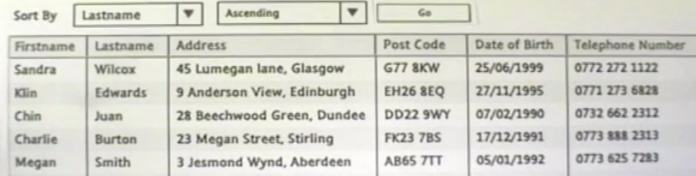 Sort By Lastname Ascending Go
Firstname Lastname Address Post Code Date of Birth Telephone Number
Sandra Wilcox 45 Lumegan lane, Glasgow G77 8KW 25/06/1999 0772 272 1122
Klin Edwards 9 Anderson View, Edinburgh EH26 8EQ 27/11/1995 0771 273 6828
Chin Juan 28 Beechwood Green, Dundee DD22 9WY 07/02/1990 0732 662 2312
Charlie Burton 23 Megan Street, Stirling FK23 7BS 17/12/1991 0773 888 2313
Megan Smith 3 Jesmond Wynd, Aberdeen AB65 7TT 05/01/1992 0773 625 7283